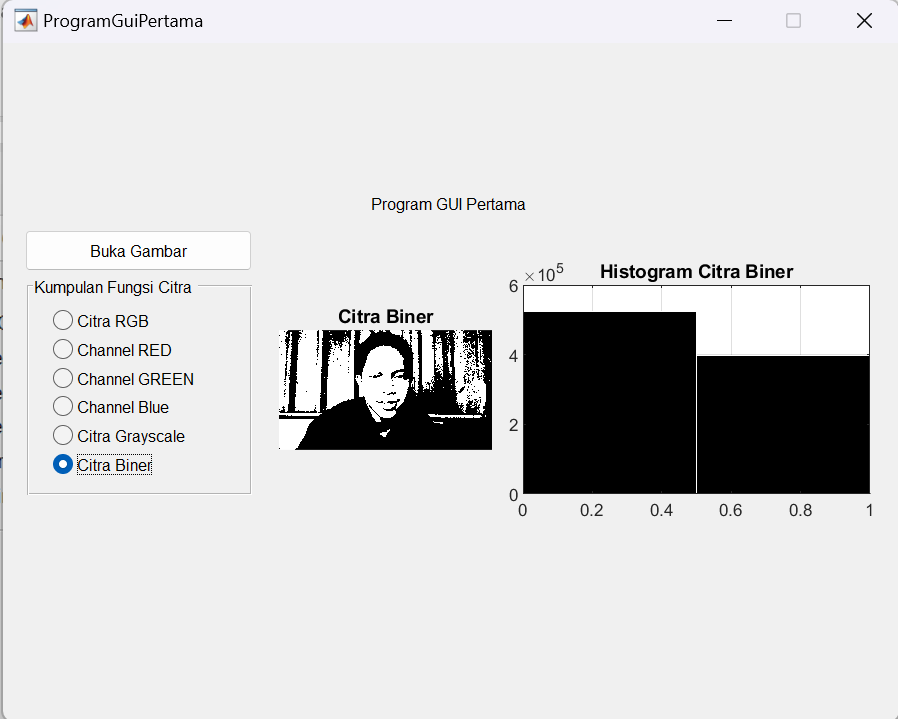 ProgramGuiPertama
Program GUI Pertama
Buka Gambar
Kumpulan Fungsi Citra
Citra RGB
Channel RED
Channel GREEN
Channel Blue
Citra Grayscale
Citra Biner
Citra Biner
Histogram Citra Biner
×10^5
6
4
2
0
0 0.2 0.4 0.6 0.8 1